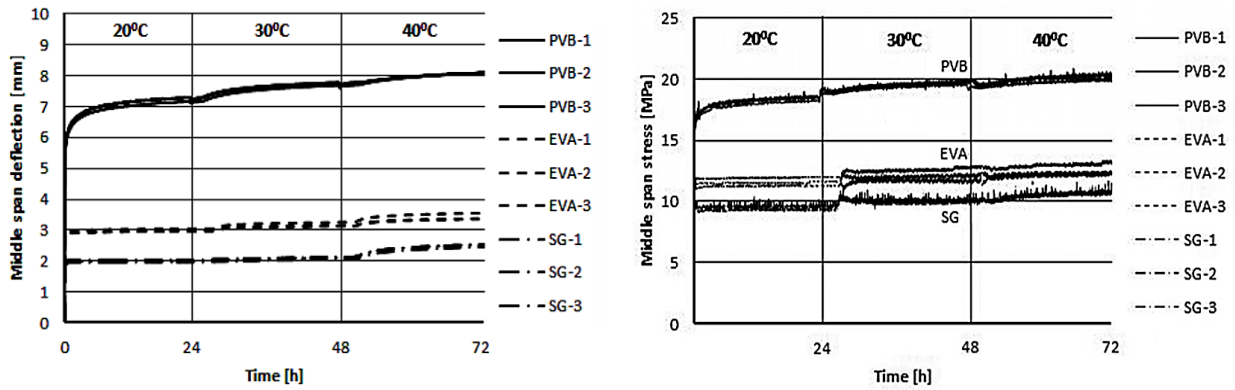 Middle span deflection [mm]
10
9
8
7
6
5
4
3
2
1
0
20⁰C 30⁰C 40⁰C
0 24 48 72
Time [h]
PVB-1
PVB-2
PVB-3
EVA-1
EVA-2
EVA-3
SG-1
SG-2
SG-3
Middle span stress [MPa]
25
20
15
10
5
0
20⁰C 30⁰C 40⁰C
PVB
EVA
SG
24 48 72
Time [h]
PVB-1
PVB-2
PVB-3
EVA-1
EVA-2
EVA-3
SG-1
SG-2
SG-3